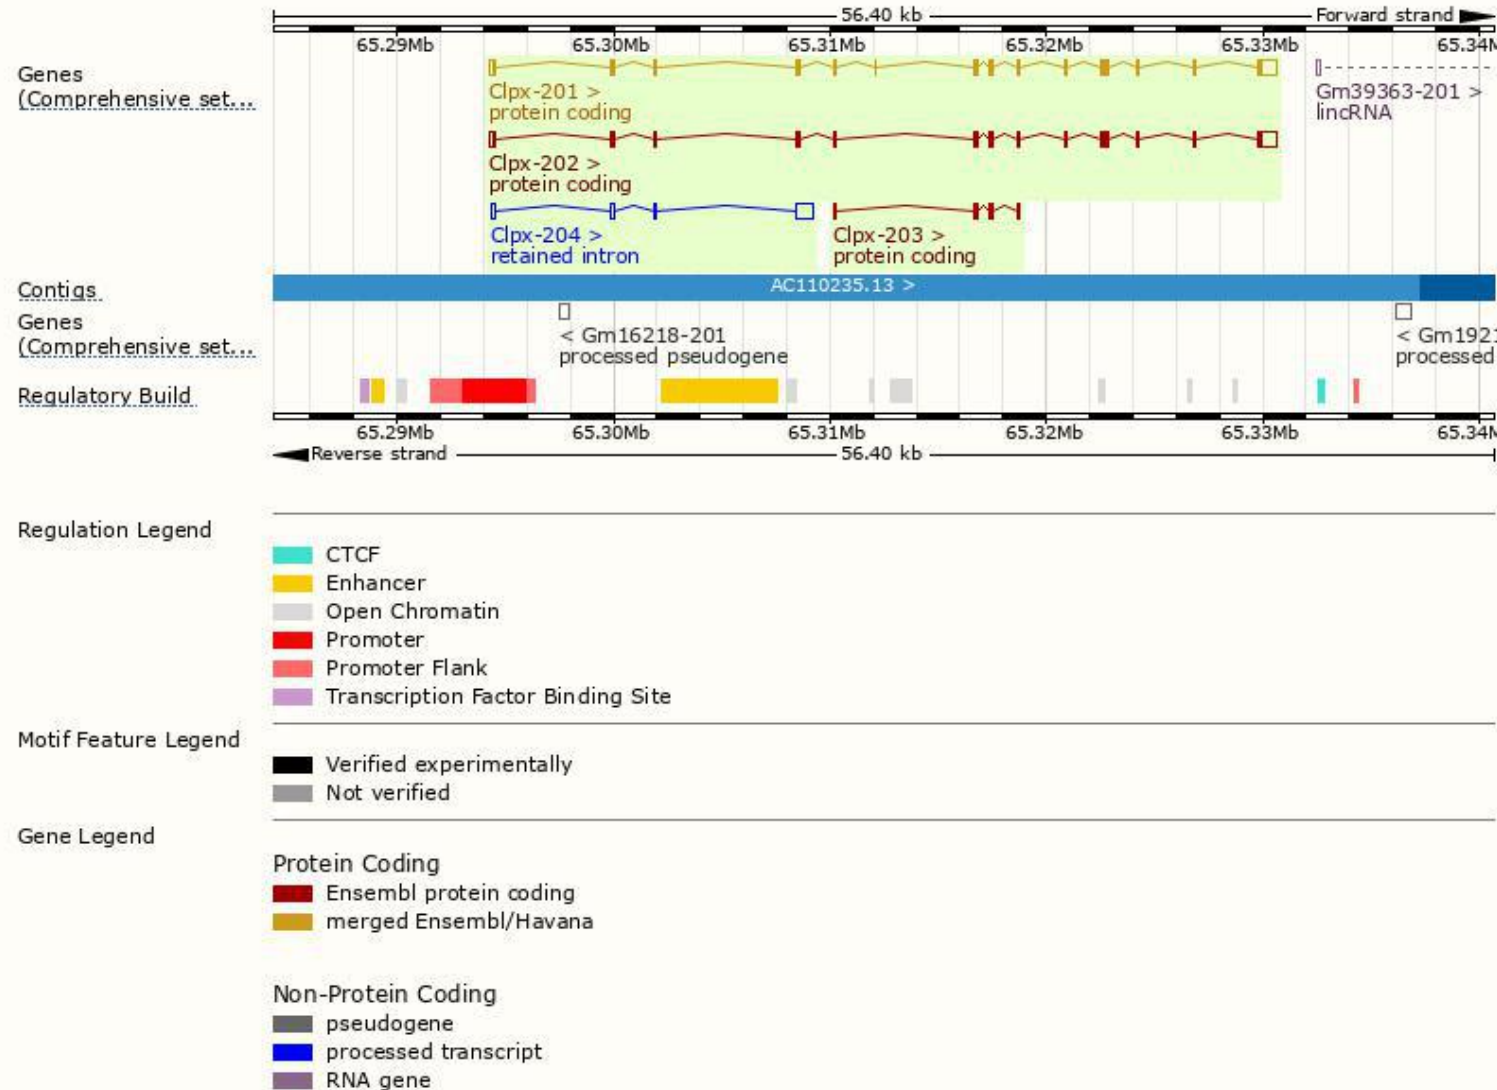 56.40 kb Forward strand
65.29Mb 65.30Mb 65.31Mb 65.32Mb 65.33Mb 65.34M
Genes
(Comprehensive set...
Clpx-201 >
protein coding
Gm39363-201 >
lincRNA
Clpx-202 >
protein coding
Clpx-204 >
retained intron
Clpx-203 >
protein coding
Contigs
AC110235.13 >
Genes
(Comprehensive set...
< Gm16218-201
processed pseudogene
< Gm1921
processed
Regulatory Build
65.29Mb 65.30Mb 65.31Mb 65.32Mb 65.33Mb 65.34M
Reverse strand 56.40 kb
Regulation Legend
CTCF
Enhancer
Open Chromatin
Promoter
Promoter Flank
Transcription Factor Binding Site
Motif Feature Legend
Verified experimentally
Not verified
Gene Legend
Protein Coding
Ensembl protein coding
merged Ensembl/Havana
Non-Protein Coding
pseudogene
processed transcript
RNA gene